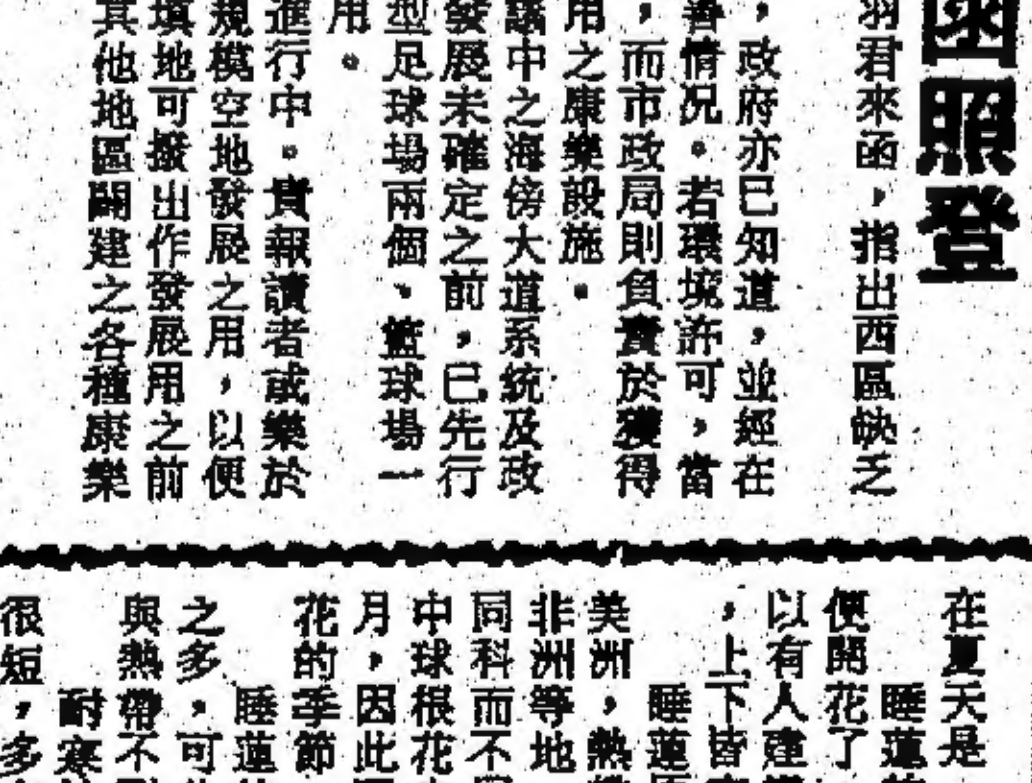 函照登
羽君來函，指出西區缺乏
，政府亦已知道，並經在
善情况。若環境許可，當
，而市政局則負責於獲得
用之康樂設施。
議中之海傍大道系統及政
發展未確定之前，已先行
型足球場兩個、籃球場一
用。
進行中。貴報讀者或樂於
規模空地發展之用，以便
填地可撥出作發展用之前
其他地區闢建之各種康樂
在夏天是
睡蓮
便開花了
以有人
，上下皆
睡蓮
美洲，熱
非洲等地
同科而不
中球根花
月，因此
花的季節
睡蓮
之多，可
與熱帶不
耐寒
很短，多